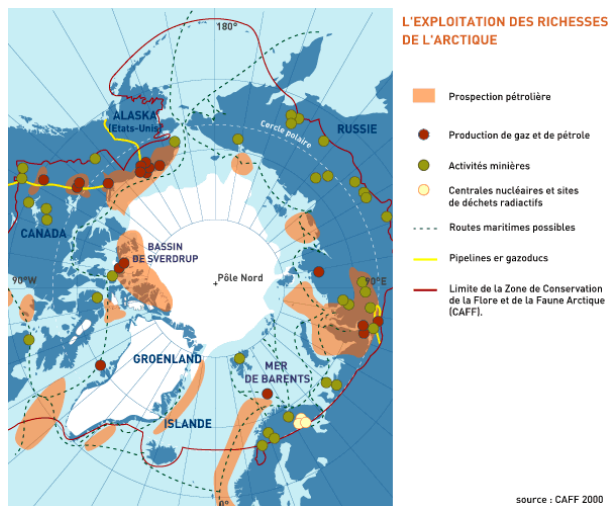 L'EXPLOITATION DES RICHESSES
DE L'ARCTIQUE
180°
ALASKA
(Etats-Unis)
Cercle polaire
RUSSIE
CANADA
BASSIN
DE SVERDRUP
Pôle Nord
90°W
90°E
GROENLAND
MER
DE BARENTS
ISLANDE
0°
Prospection pétrolière
Production de gaz et de pétrole
Activités minières
Centrales nucléaires et sites
de déchets radiactifs
Routes maritimes possibles
Pipelines er gazoducs
Limite de la Zone de Conservation
de la Flore et de la Faune Arctique
(CAFF).
source : CAFF 2000